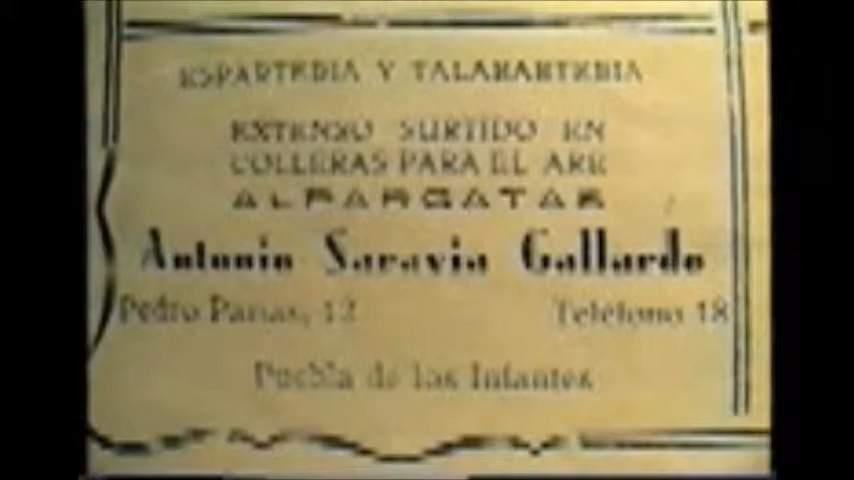 ESPARTERIA Y TALABARTERIA
EXTENSO SURTIDO EN
COLLERAS PARA EL ARE
ALPARGATAS
Antonio Saravia Gallardo
Pedro Parias, 12
Teléfono 18
Puebla de los Infantes